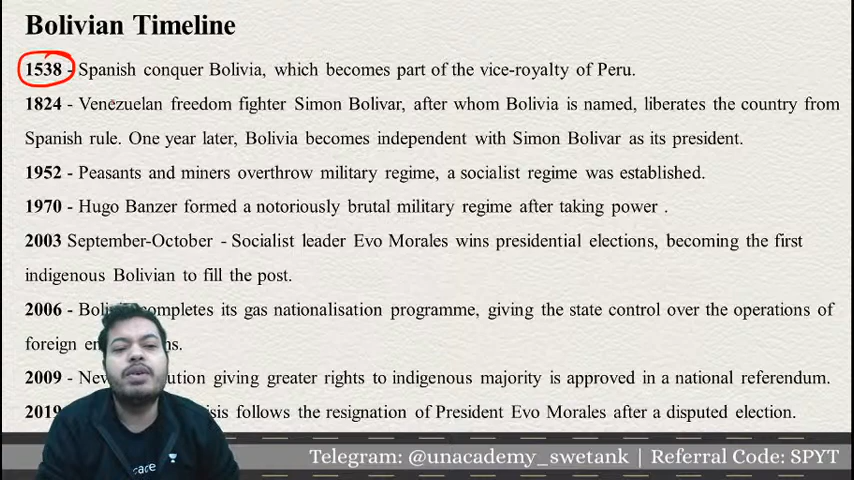 Bolivian Timeline
1538 - Spanish conquer Bolivia, which becomes part of the vice-royalty of Peru.
1824 - Venezuelan freedom fighter Simon Bolivar, after whom Bolivia is named, liberates the country from
Spanish rule. One year later, Bolivia becomes independent with Simon Bolivar as its president.
1952 - Peasants and miners overthrow military regime, a socialist regime was established.
1970 - Hugo Banzer formed a notoriously brutal military regime after taking power .
2003 September-October - Socialist leader Evo Morales wins presidential elections, becoming the first
indigenous Bolivian to fill the post.
2006 - completes its gas nationalisation programme, giving the state control over the operations of
foreign
2009 - giving greater rights to indigenous majority is approved in a national referendum.
2019 follows the resignation of President Evo Morales after a disputed election.
Telegram: @unacademy_swetank | Referral Code: SPYT